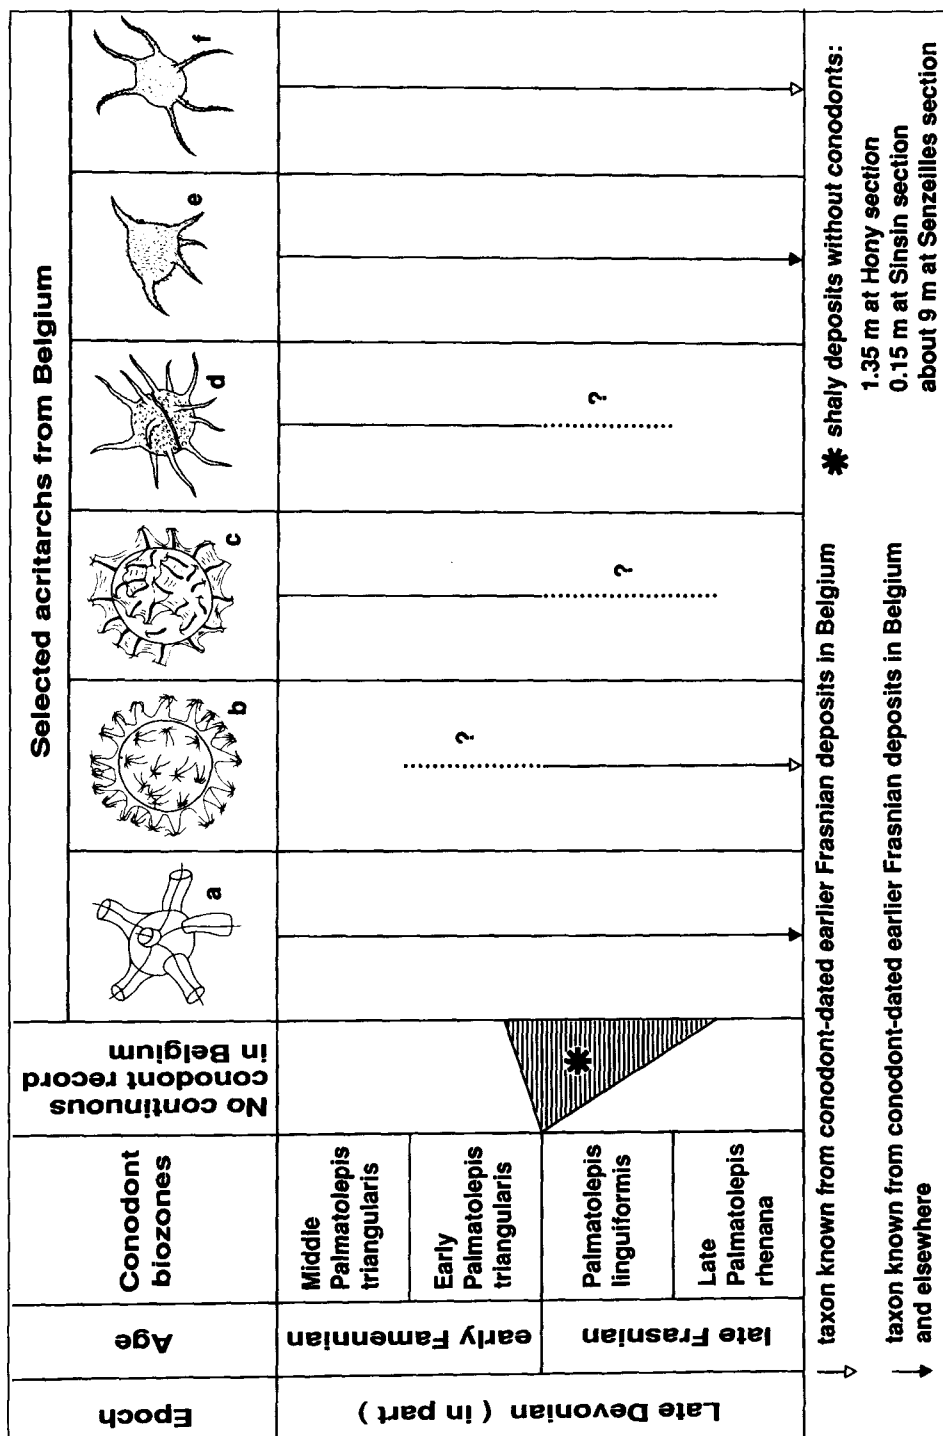 Selected acritarchs from Belgium
Epoch
Age
Conodont
biozones
No continuous
conodont record
in Belgium
a
b
c
d
e
f
Late Devonian ( in part )
early Famennian
late Frasnian
Middle
Palmatolepis
triangularis
Early
Palmatolepis
triangularis
Palmatolepis
linguiformis
Late
Palmatolepis
rhenana
✱
?
?
?
taxon known from conodont-dated earlier Frasnian deposits in Belgium
taxon known from conodont-dated earlier Frasnian deposits in Belgium
and elsewhere
✱ shaly deposits without conodonts:
1.35 m at Hony section
0.15 m at Sinsin section
about 9 m at Senzeilles section